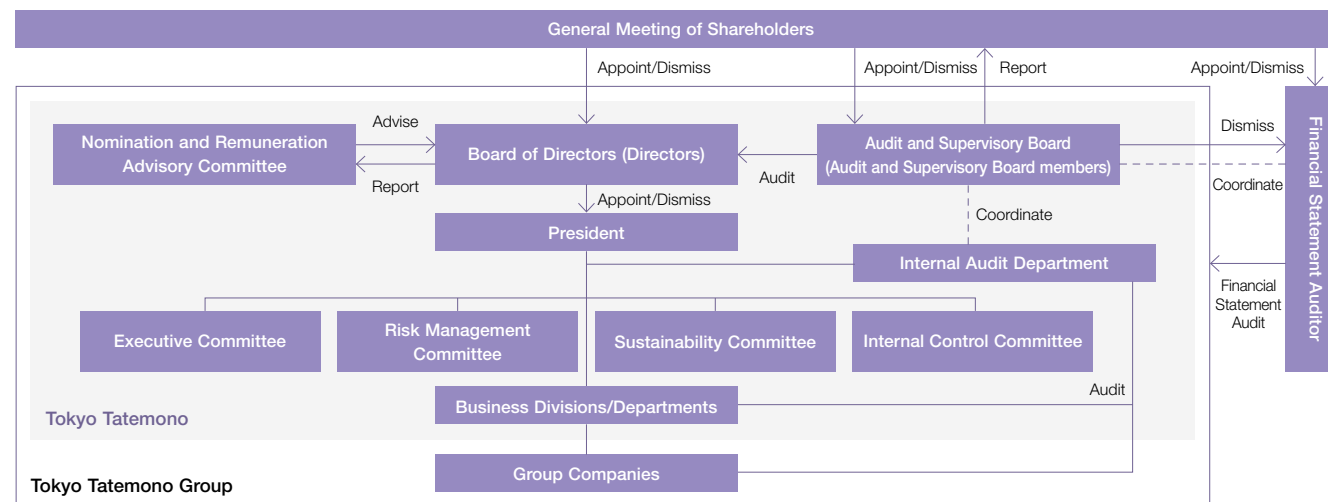 General Meeting of Shareholders
Appoint/Dismiss
Appoint/Dismiss
Report
Appoint/Dismiss
Nomination and Remuneration
Advisory Committee
Advise
Report
Board of Directors (Directors)
Audit
Audit and Supervisory Board
(Audit and Supervisory Board members)
Dismiss
Coordinate
Financial Statement Auditor
Appoint/Dismiss
Coordinate
President
Internal Audit Department
Financial
Statement
Audit
Executive Committee
Risk Management
Committee
Sustainability Committee
Internal Control Committee
Business Divisions/Departments
Audit
Tokyo Tatemono
Group Companies
Tokyo Tatemono Group